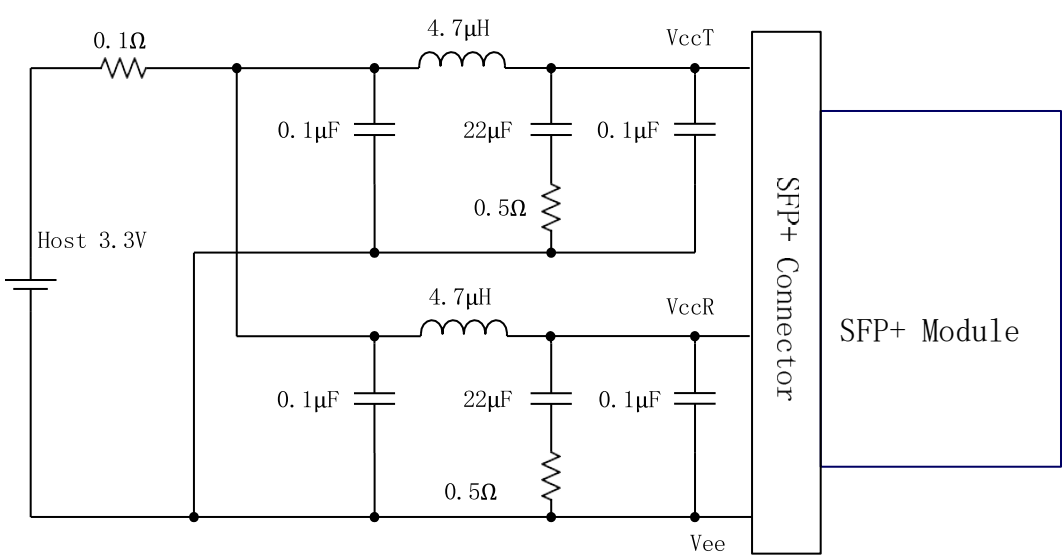 4.7μH
VccT
0.1Ω
0.1μF
22μF
0.1μF
0.5Ω
Host 3.3V
4.7μH
VccR
SFP+ Connector
SFP+ Module
0.1μF
22μF
0.1μF
0.5Ω
Vee